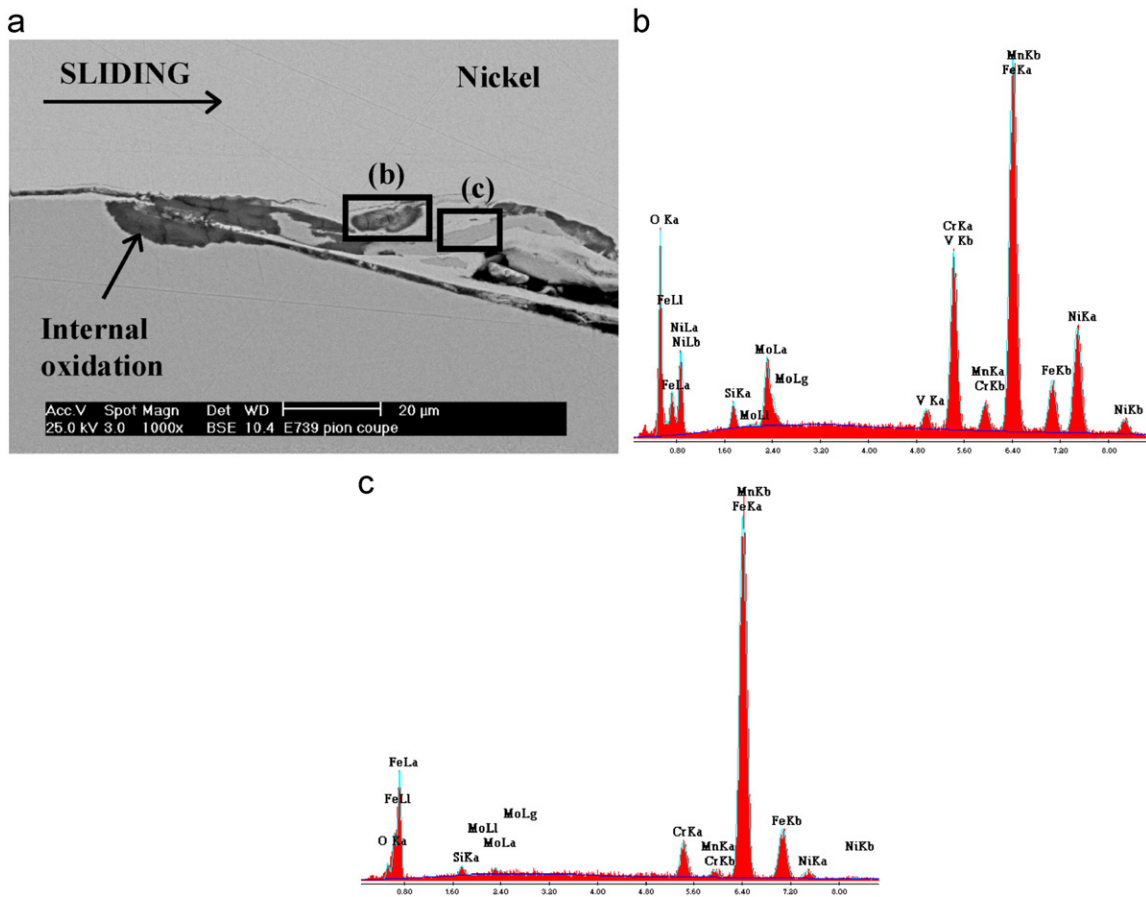 a
SLIDING
Nickel
(b)
(c)
Internal
oxidation
Acc.V Spot Magn Det WD 20 µm
25.0 kV 3.0 1000x BSE 10.4 E739 pion coupe
b
MnKb
FeKa
O Ka
CrKa
V Kb
FeLl
NiLa
NiLb
NiKa
MoLa
MoLg
FeLa
SiKa
MoLl
MnKa
CrKb
FeKb
V Ka
NiKb
0.80 1.60 2.40 3.20 4.00 4.80 5.60 6.40 7.20 8.00
c
MnKb
FeKa
FeLa
FeLl
MoLg
MoLl
O Ka
MoLa
SiKa
CrKa
MnKa
CrKb
FeKb
NiKa
NiKb
0.80 1.60 2.40 3.20 4.00 4.80 5.60 6.40 7.20 8.00